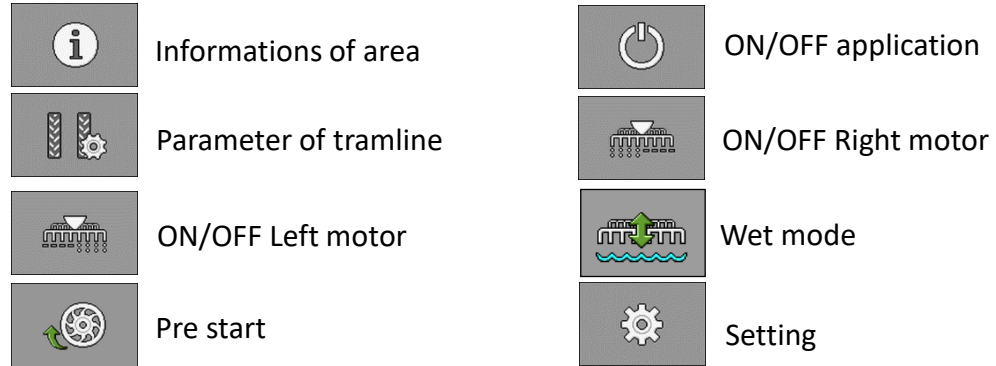 Informations of area
ON/OFF application
Parameter of tramline
ON/OFF Right motor
ON/OFF Left motor
Wet mode
Pre start
Setting